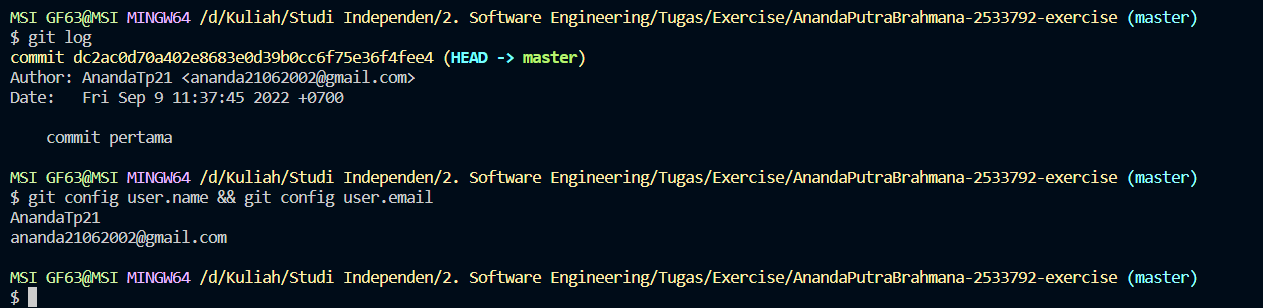 MSI GF63@MSI MINGW64 /d/Kuliah/Studi Independen/2. Software Engineering/Tugas/Exercise/AnandaPutraBrahmana-2533792-exercise (master)
$ git log
commit dc2ac0d70a402e8683e0d39b0cc6f75e36f4fee4 (HEAD -> master)
Author: AnandaTp21 <ananda21062002@gmail.com>
Date:   Fri Sep 9 11:37:45 2022 +0700
    commit pertama
MSI GF63@MSI MINGW64 /d/Kuliah/Studi Independen/2. Software Engineering/Tugas/Exercise/AnandaPutraBrahmana-2533792-exercise (master)
$ git config user.name && git config user.email
AnandaTp21
ananda21062002@gmail.com
MSI GF63@MSI MINGW64 /d/Kuliah/Studi Independen/2. Software Engineering/Tugas/Exercise/AnandaPutraBrahmana-2533792-exercise (master)
$